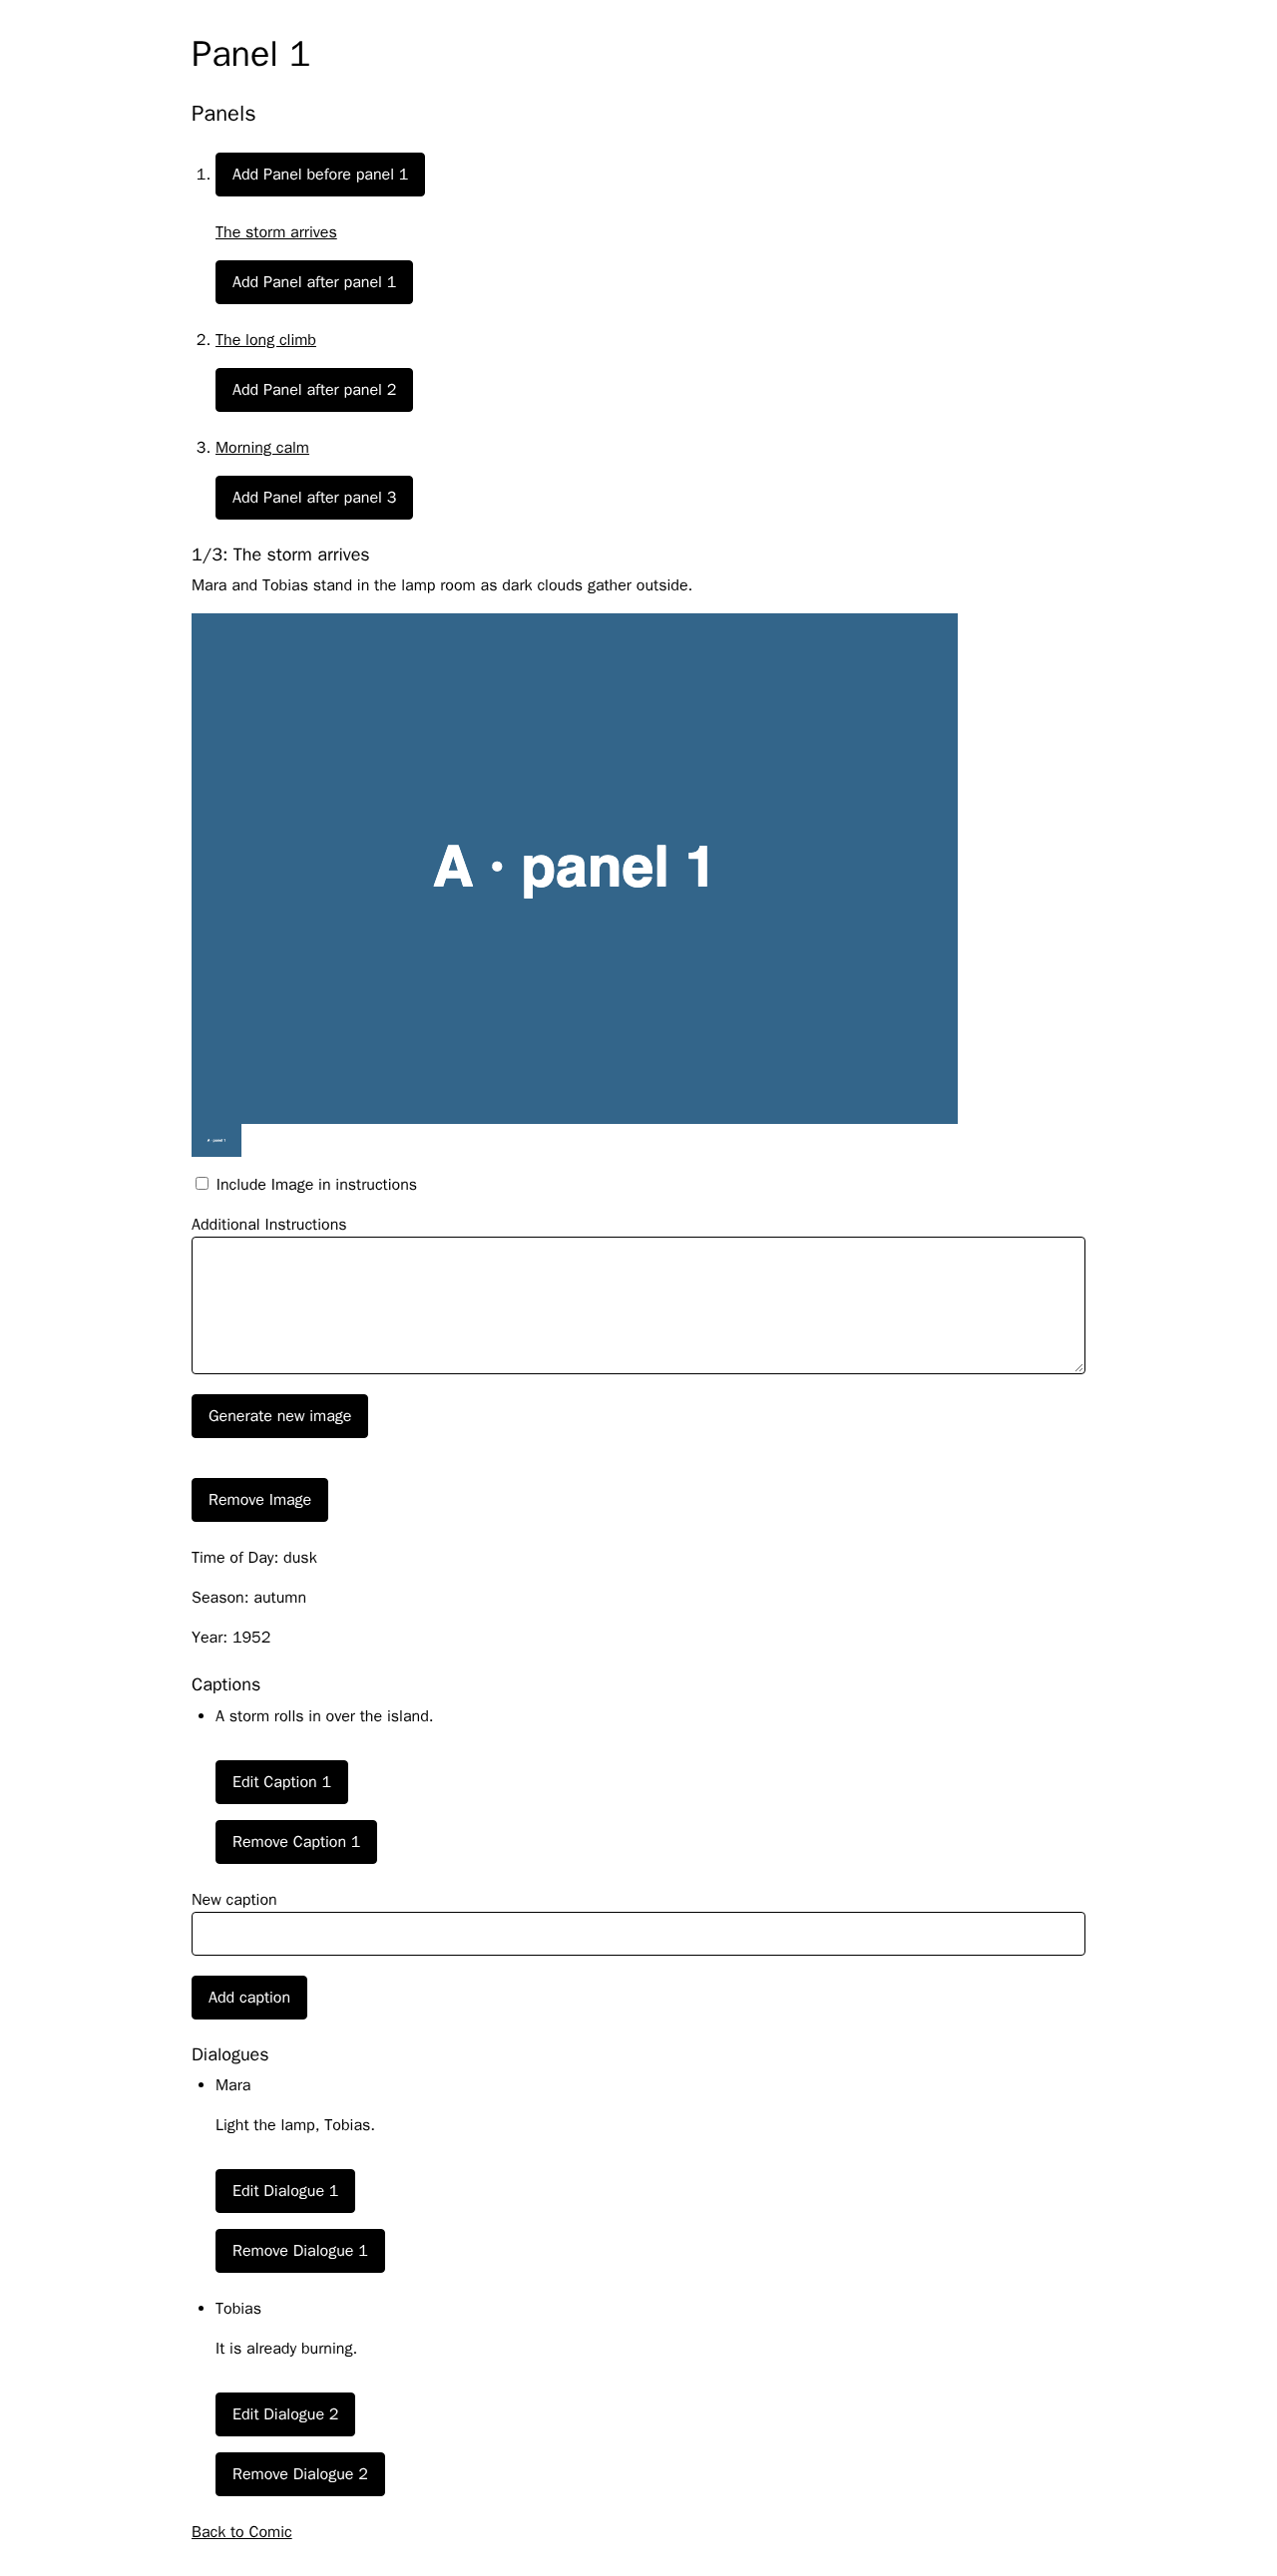 Panel 1
Panels
1. Add Panel before panel 1
The storm arrives
Add Panel after panel 1
2. The long climb
Add Panel after panel 2
3. Morning calm
Add Panel after panel 3
1/3: The storm arrives
Mara and Tobias stand in the lamp room as dark clouds gather outside.
A · panel 1
A · panel 1
Include Image in instructions
Additional Instructions
Generate new image
Remove Image
Time of Day: dusk
Season: autumn
Year: 1952
Captions
• A storm rolls in over the island.
Edit Caption 1
Remove Caption 1
New caption
Add caption
Dialogues
• Mara
Light the lamp, Tobias.
Edit Dialogue 1
Remove Dialogue 1
• Tobias
It is already burning.
Edit Dialogue 2
Remove Dialogue 2
Back to Comic